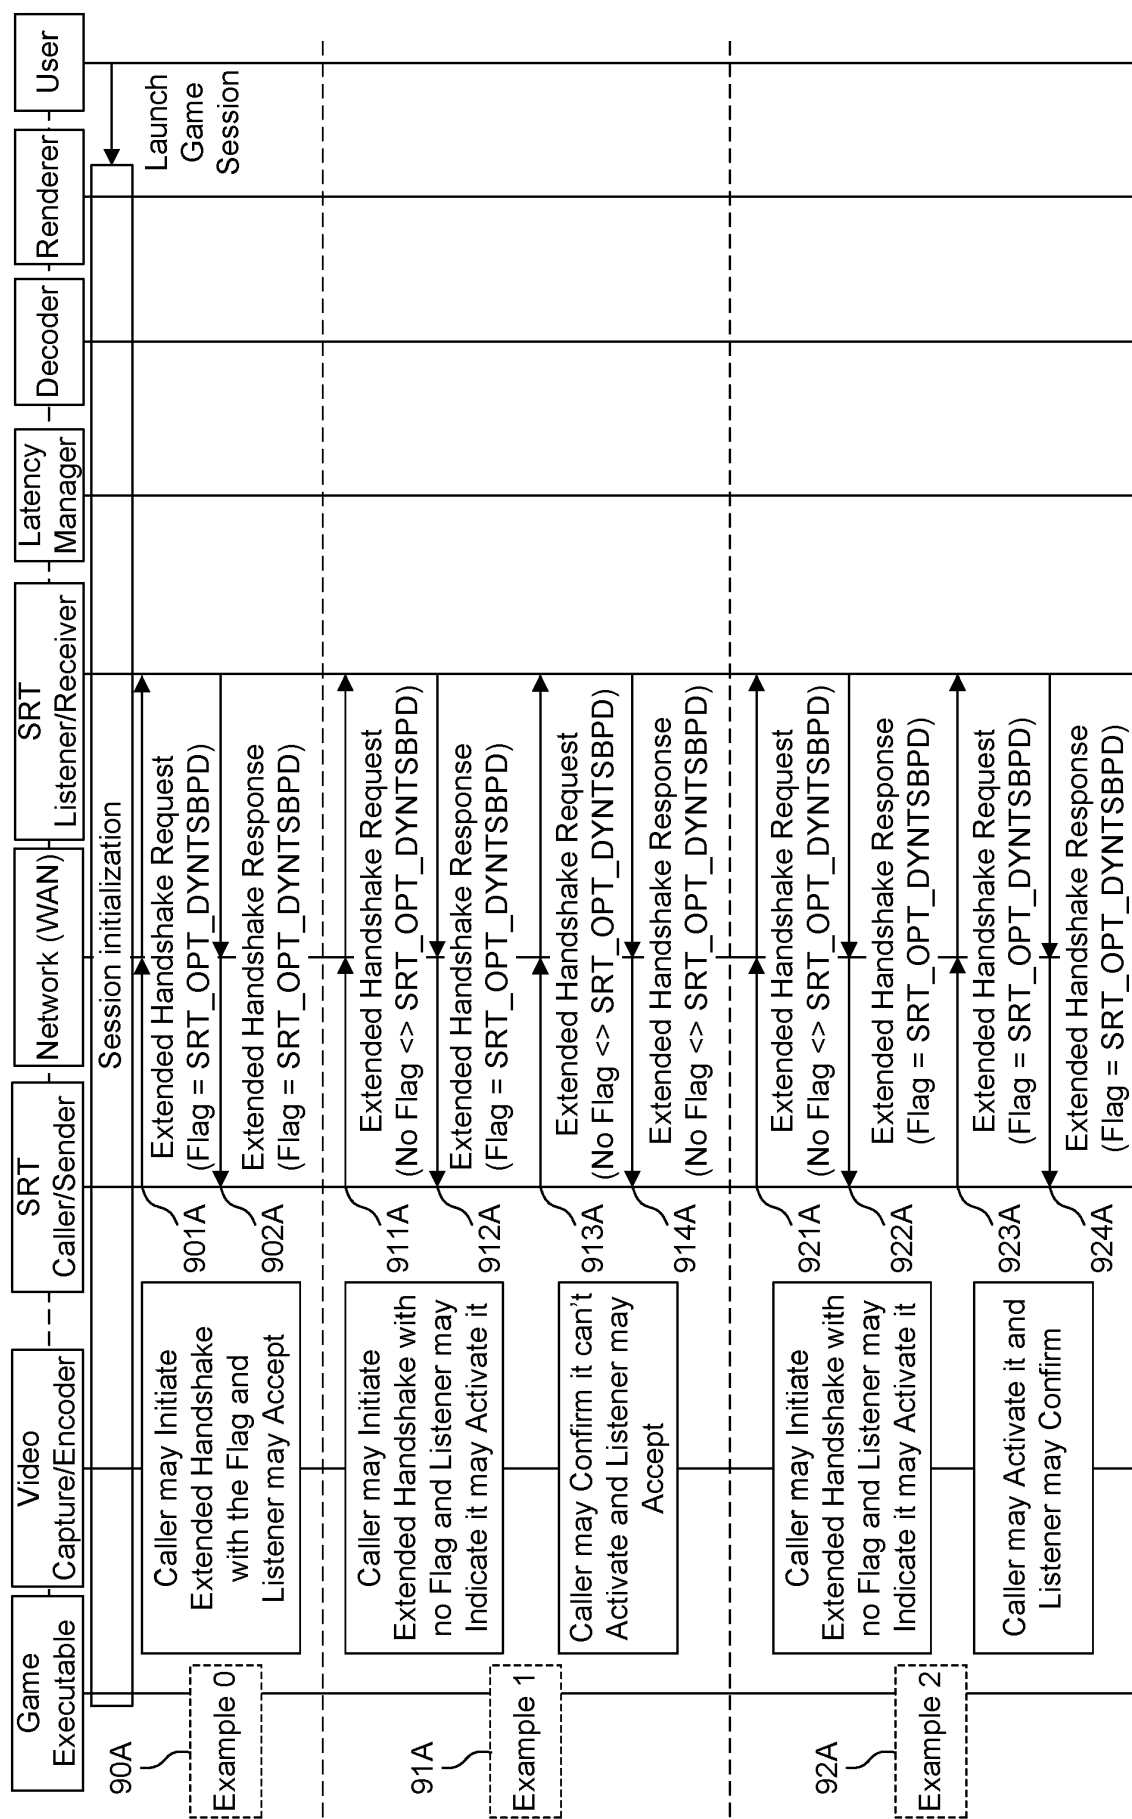 Game
Executable
Video
Capture/Encoder
SRT
Caller/Sender
Network (WAN)
SRT
Listener/Receiver
Latency
Manager
Decoder
Renderer
User
Session initialization
Launch
Game
Session
90A
Example 0
Caller may Initiate
Extended Handshake
with the Flag and
Listener may Accept
901A
Extended Handshake Request
(Flag = SRT_OPT_DYNTSBPD)
902A
Extended Handshake Response
(Flag = SRT_OPT_DYNTSBPD)
91A
Example 1
Caller may Initiate
Extended Handshake with
no Flag and Listener may
Indicate it may Activate it
911A
Extended Handshake Request
(No Flag <> SRT_OPT_DYNTSBPD)
912A
Extended Handshake Response
(Flag = SRT_OPT_DYNTSBPD)
Caller may Confirm it can't
Activate and Listener may
Accept
913A
Extended Handshake Request
(No Flag <> SRT_OPT_DYNTSBPD)
914A
Extended Handshake Response
(No Flag <> SRT_OPT_DYNTSBPD)
92A
Example 2
Caller may Initiate
Extended Handshake with
no Flag and Listener may
Indicate it may Activate it
921A
Extended Handshake Request
(No Flag <> SRT_OPT_DYNTSBPD)
922A
Extended Handshake Response
(Flag = SRT_OPT_DYNTSBPD)
Caller may Activate it and
Listener may Confirm
923A
Extended Handshake Request
(Flag = SRT_OPT_DYNTSBPD)
924A
Extended Handshake Response
(Flag = SRT_OPT_DYNTSBPD)